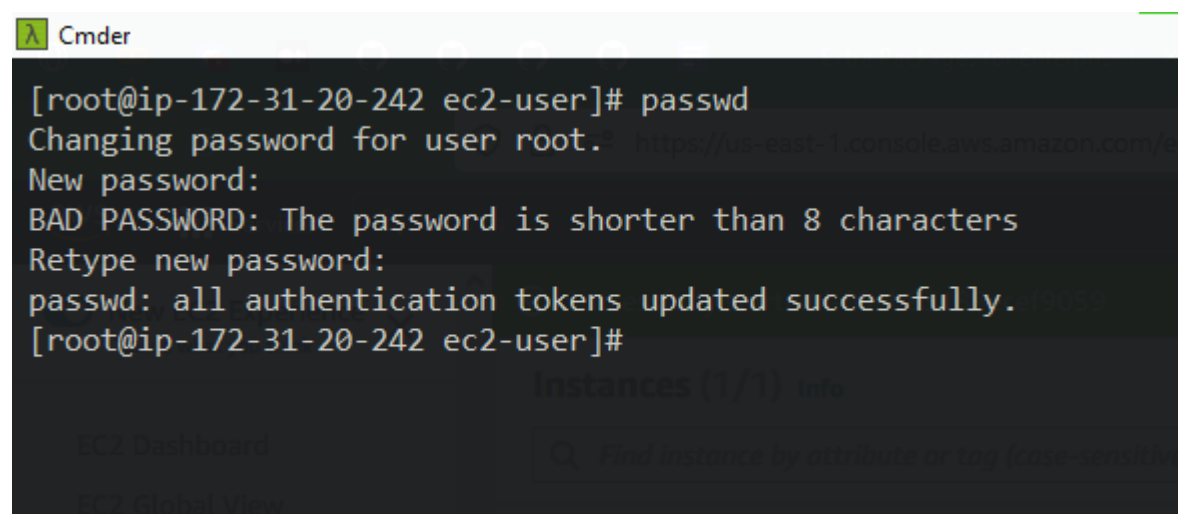 Cmder
[root@ip-172-31-20-242 ec2-user]# passwd
Changing password for user root.
https://us-east-1.console.aws.amazon.com/e
New password:
BAD PASSWORD: The password is shorter than 8 characters
Retype new password:
passwd: all authentication tokens updated successfully.
[root@ip-172-31-20-242 ec2-user]#
Instances (1/1) Info
EC2 Dashboard
Find instance by attribute or tag (case-sensitive
EC2 Global View